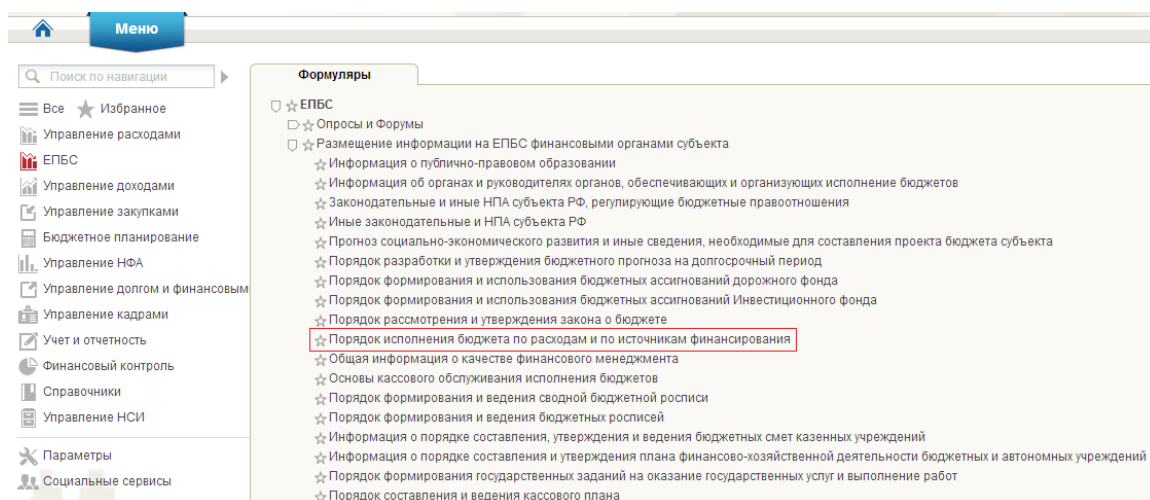 Меню
Поиск по навигации
Все Избранное
Управление расходами
ЕПБС
Управление доходами
Управление закупками
Бюджетное планирование
Управление НФА
Управление долгом и финансовым
Управление кадрами
Учет и отчетность
Финансовый контроль
Справочники
Управление НСИ
Параметры
Социальные сервисы
Формуляры
ЕПБС
Опросы и Форумы
Размещение информации на ЕПБС финансовыми органами субъекта
Информация о публично-правовом образовании
Информация об органах и руководителях органов, обеспечивающих и организующих исполнение бюджетов
Законодательные и иные НПА субъекта РФ, регулирующие бюджетные правоотношения
Иные законодательные и НПА субъекта РФ
Прогноз социально-экономического развития и иные сведения, необходимые для составления проекта бюджета субъекта
Порядок разработки и утверждения бюджетного прогноза на долгосрочный период
Порядок формирования и использования бюджетных ассигнований дорожного фонда
Порядок формирования и использования бюджетных ассигнований Инвестиционного фонда
Порядок рассмотрения и утверждения закона о бюджете
Порядок исполнения бюджета по расходам и по источникам финансирования
Общая информация о качестве финансового менеджмента
Основы кассового обслуживания исполнения бюджетов
Порядок формирования и ведения сводной бюджетной росписи
Порядок формирования и ведения бюджетных росписей
Информация о порядке составления, утверждения и ведения бюджетных смет казенных учреждений
Информация о порядке составления и утверждения плана финансово-хозяйственной деятельности бюджетных и автономных учреждений
Порядок формирования государственных заданий на оказание государственных услуг и выполнение работ
Порядок составления и ведения кассового плана